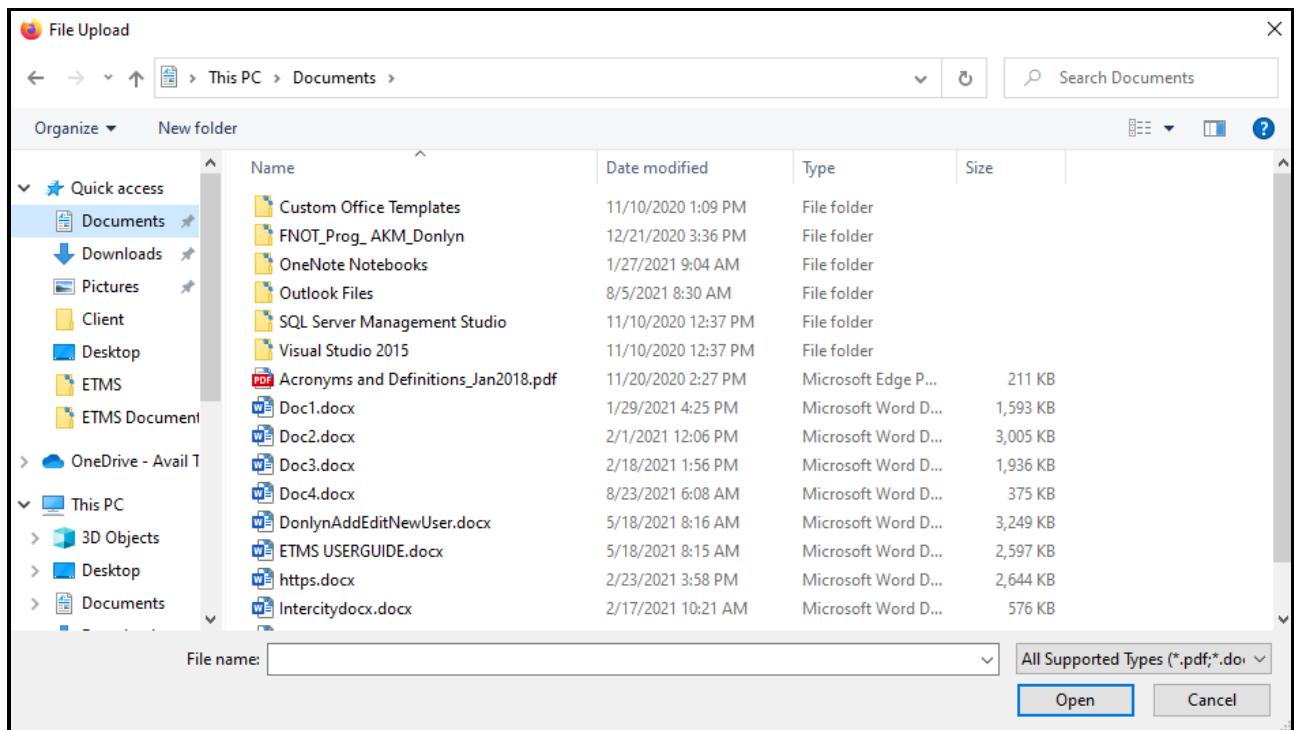 File Upload
This PC > Documents >
Search Documents
Organize
New folder
Name Date modified Type Size
Quick access
Documents
Downloads
Pictures
Client
Desktop
ETMS
ETMS Document
OneDrive - Avail T
This PC
3D Objects
Desktop
Documents
Custom Office Templates 11/10/2020 1:09 PM File folder
FNOT_Prog_ AKM_Donlyn 12/21/2020 3:36 PM File folder
OneNote Notebooks 1/27/2021 9:04 AM File folder
Outlook Files 8/5/2021 8:30 AM File folder
SQL Server Management Studio 11/10/2020 12:37 PM File folder
Visual Studio 2015 11/10/2020 12:37 PM File folder
PDF Acronyms and Definitions_Jan2018.pdf 11/20/2020 2:27 PM Microsoft Edge P... 211 KB
Doc1.docx 1/29/2021 4:25 PM Microsoft Word D... 1,593 KB
Doc2.docx 2/1/2021 12:06 PM Microsoft Word D... 3,005 KB
Doc3.docx 2/18/2021 1:56 PM Microsoft Word D... 1,936 KB
Doc4.docx 8/23/2021 6:08 AM Microsoft Word D... 375 KB
DonlynAddEditNewUser.docx 5/18/2021 8:16 AM Microsoft Word D... 3,249 KB
ETMS USERGUIDE.docx 5/18/2021 8:15 AM Microsoft Word D... 2,597 KB
https.docx 2/23/2021 3:58 PM Microsoft Word D... 2,644 KB
Intercitydocx.docx 2/17/2021 10:21 AM Microsoft Word D... 576 KB
File name:
All Supported Types (*.pdf;*.do
Open
Cancel